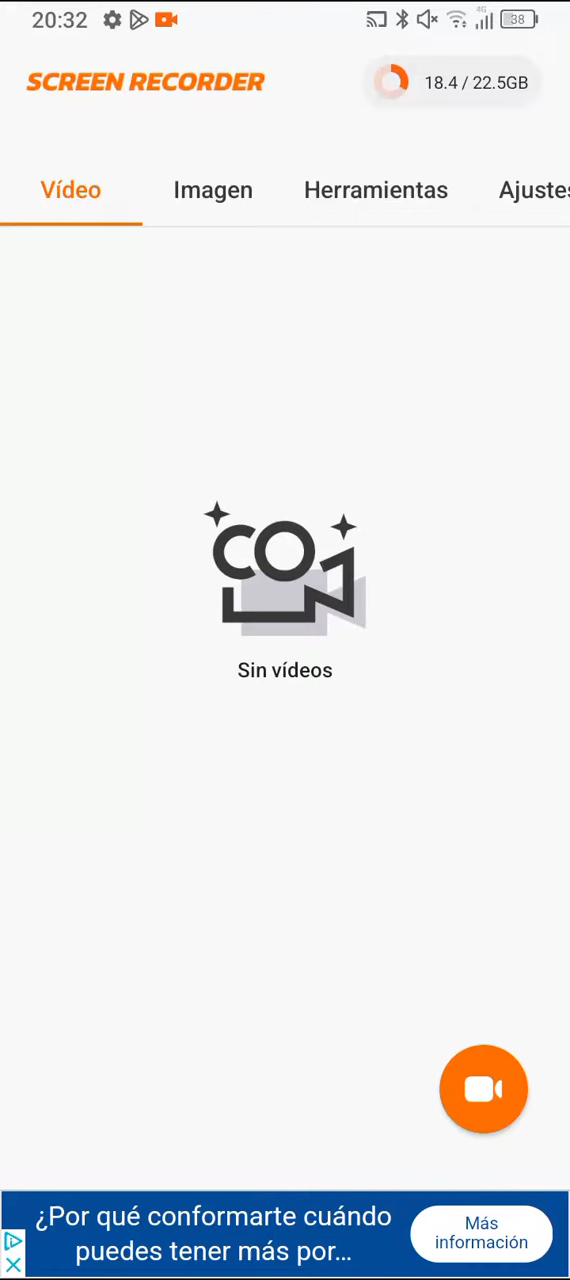 20:32
4G
38
SCREEN RECORDER
18.4 / 22.5GB
Vídeo
Imagen
Herramientas
Ajustes
CO
Sin vídeos
¿Por qué conformarte cuándo
puedes tener más por...
Más
información